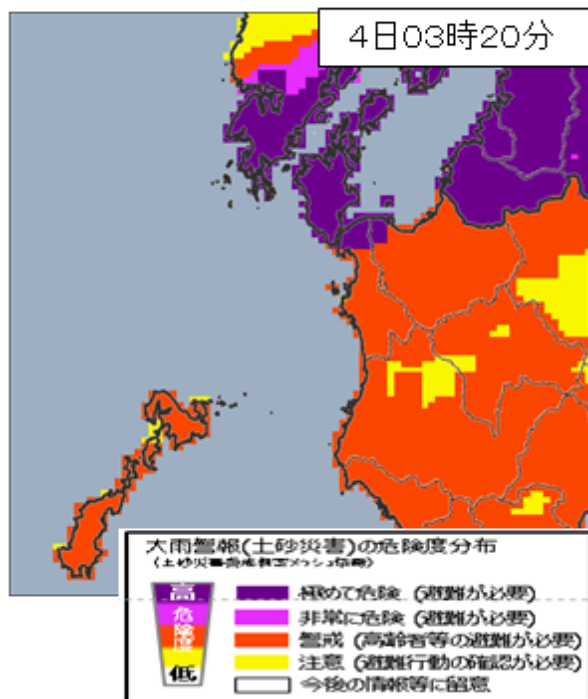 4日03時20分
大雨警報(土砂災害)の危険度分布
高
危険度
低
極めて危険 (避難が必要)
非常に危険 (避難が必要)
警戒 (高齢者等の避難が必要)
注意 (避難行動の確認が必要)
今後の情報等に留意